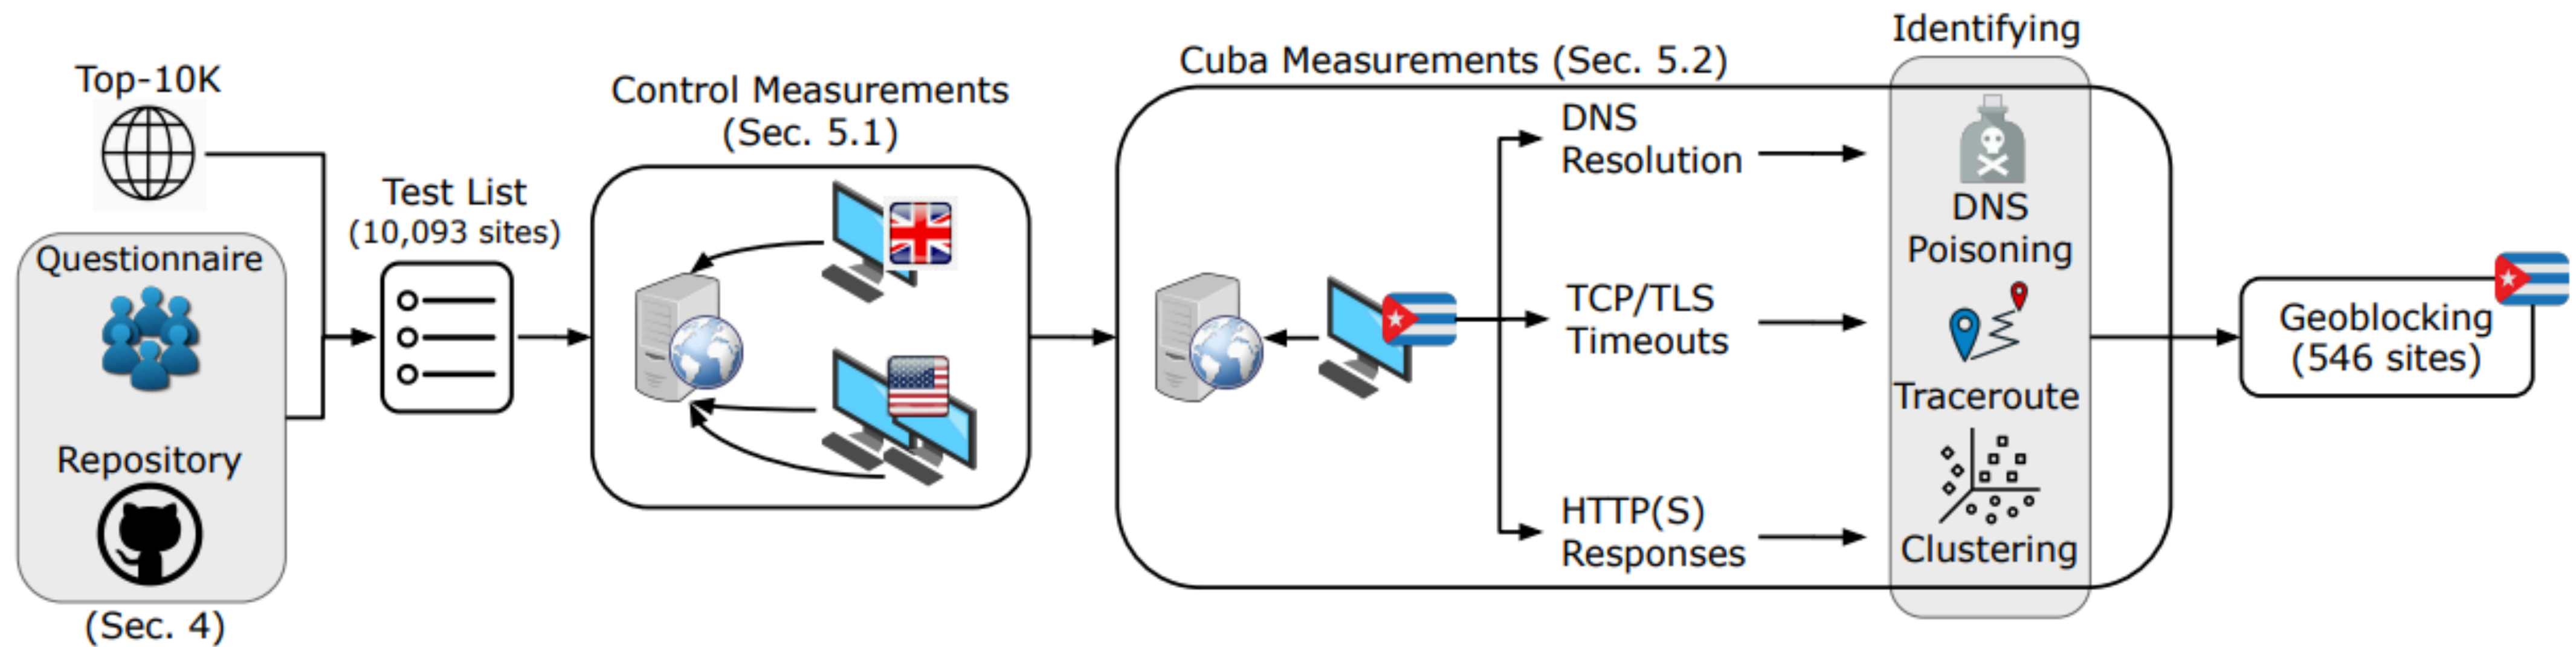 Top-10K
Questionnaire
Repository
(Sec. 4)
Test List
(10,093 sites)
Control Measurements
(Sec. 5.1)
Cuba Measurements (Sec. 5.2)
DNS
Resolution
TCP/TLS
Timeouts
HTTP(S)
Responses
Identifying
DNS
Poisoning
Traceroute
Clustering
Geoblocking
(546 sites)